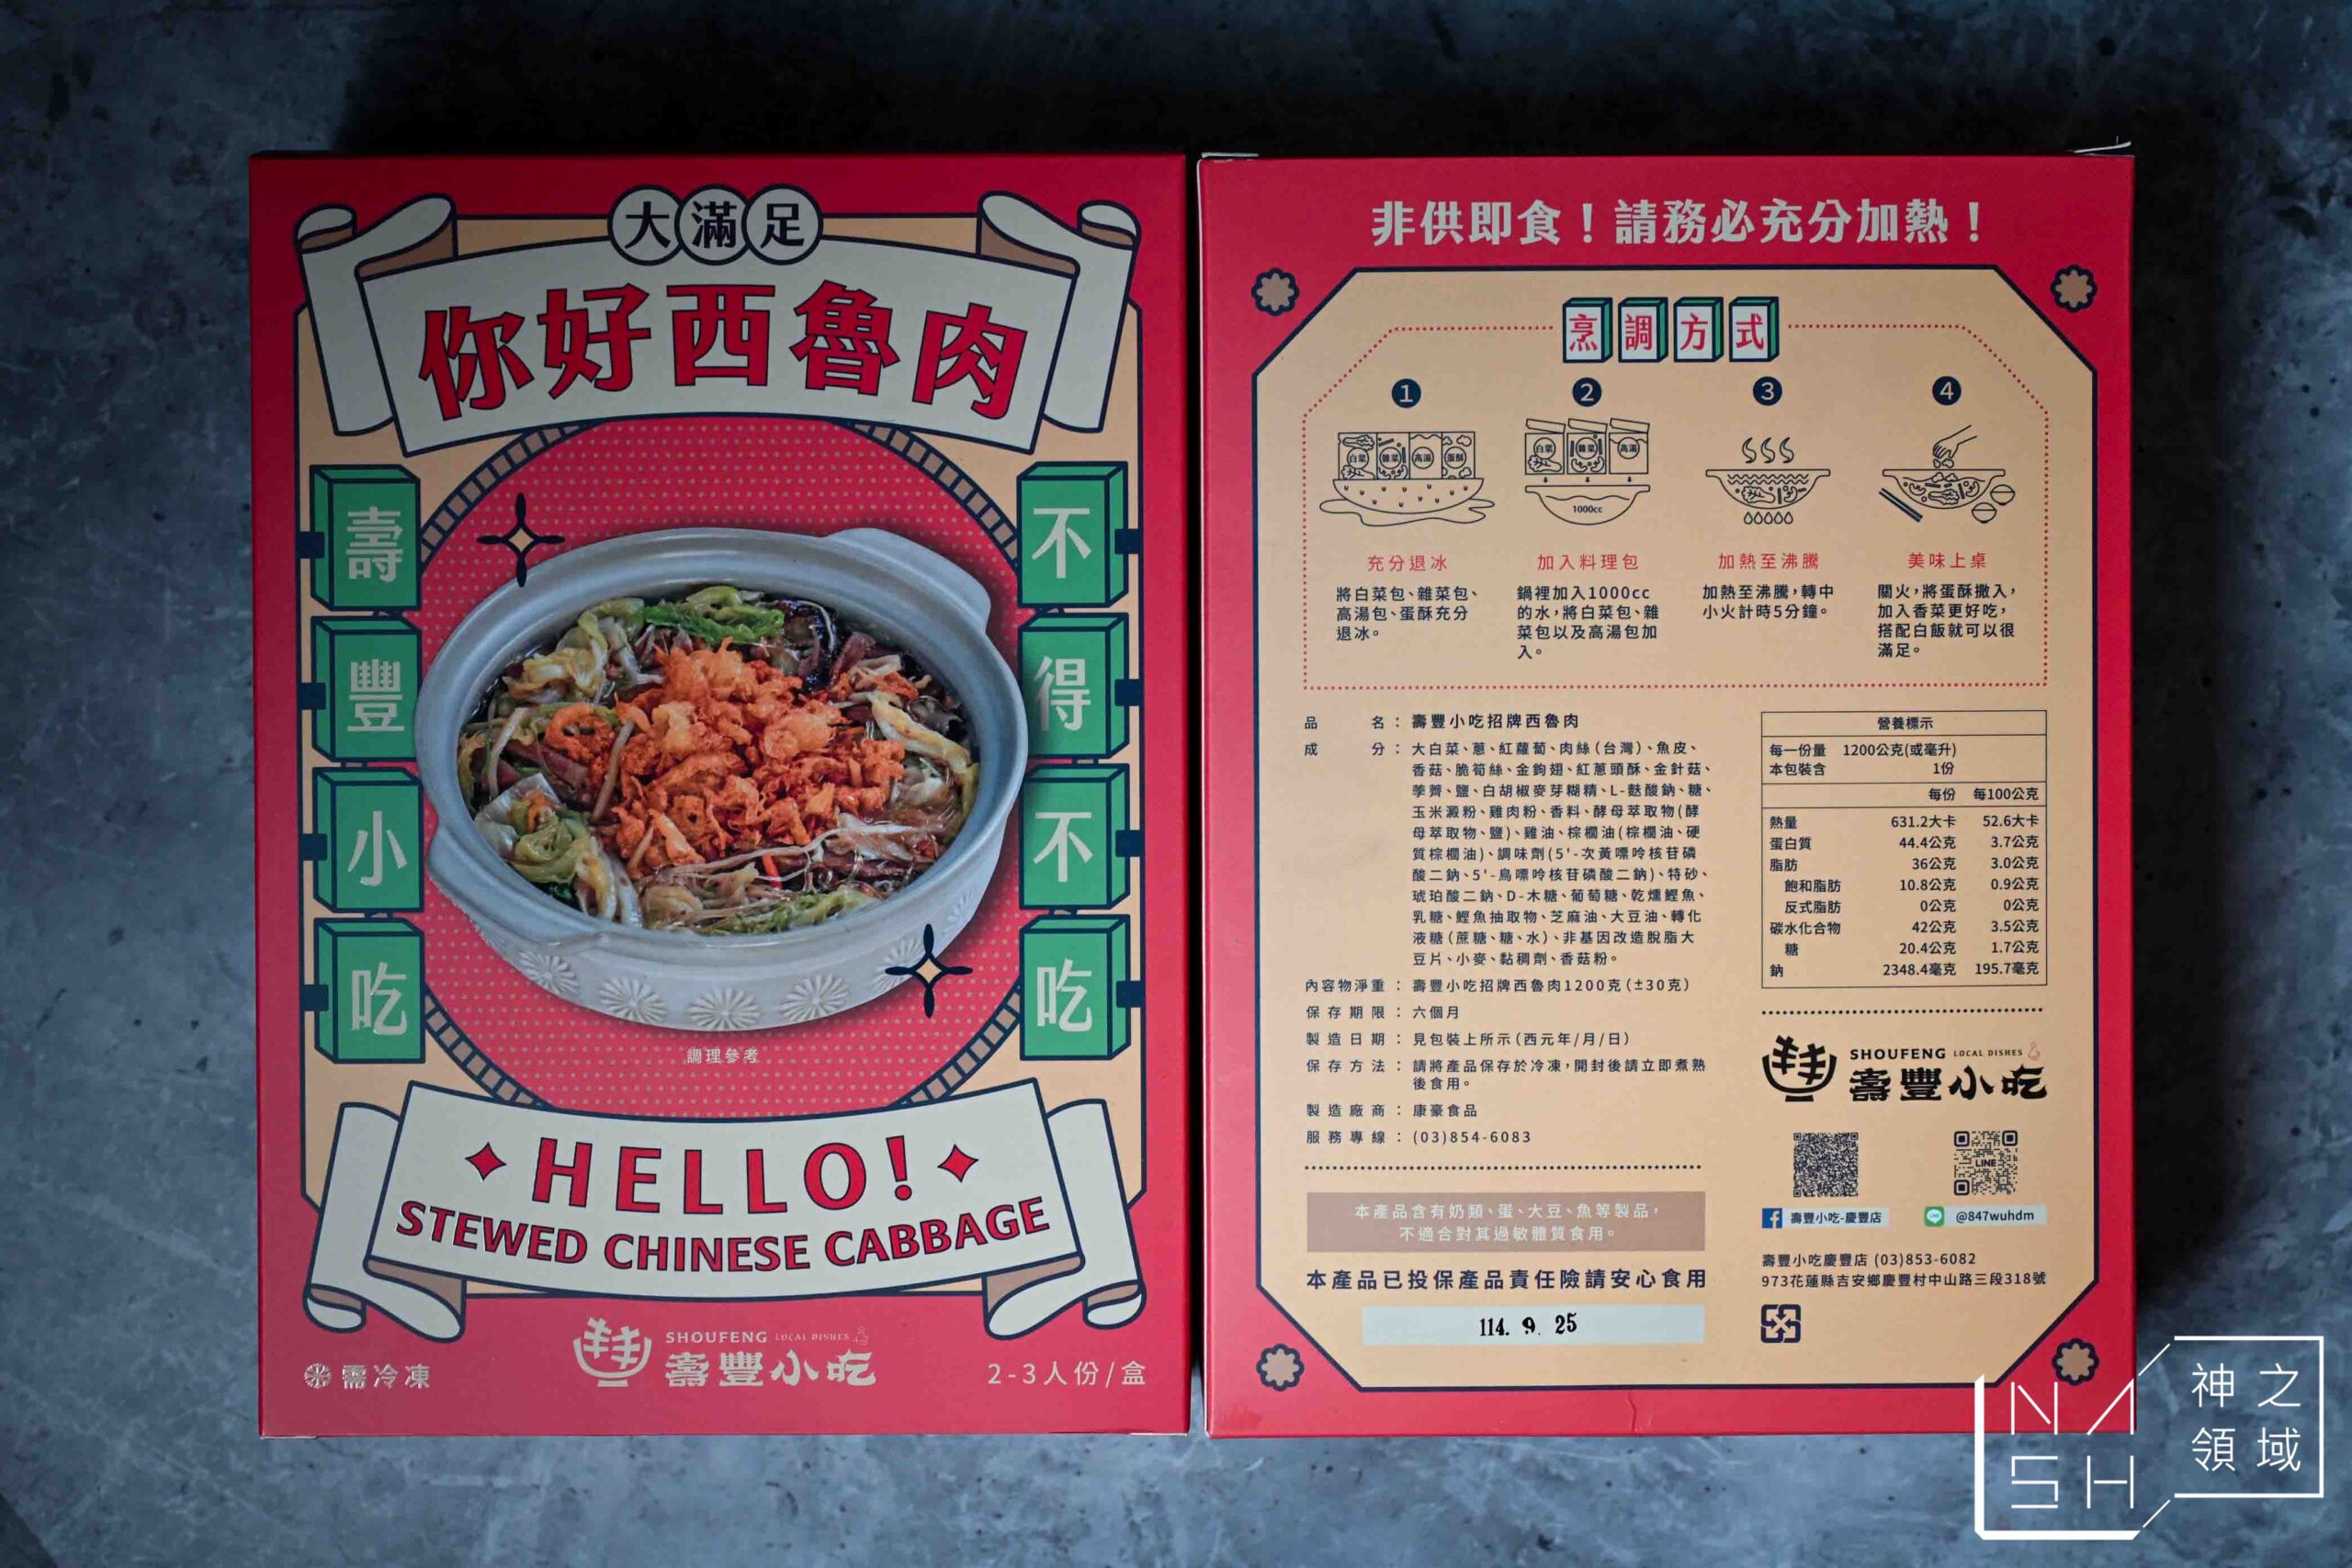 大滿足
你好西魯肉
壽豐小吃
不得不吃
調理參考
HELLO!
STEWED CHINESE CABBAGE
需冷凍
SHOUFENG LOCAL DISHES
壽豐小吃
2-3人份/盒
非供即食！請務必充分加熱！
烹調方式
1
白菜 雜菜 高湯 蛋酥
充分退冰
將白菜包、雜菜包、
高湯包、蛋酥充分
退冰。
2
白菜 雜菜 高湯
1000cc
加入料理包
鍋裡加入1000cc
的水，將白菜包、雜
菜包以及高湯包加
入。
3
加熱至沸騰
加熱至沸騰，轉中
小火計時5分鐘。
4
美味上桌
關火，將蛋酥撒入，
加入香菜更好吃，
搭配白飯就可以很
滿足。
品名：壽豐小吃招牌西魯肉
成分：大白菜、蔥、紅蘿蔔、肉絲(台灣)、魚皮、
香菇、脆筍絲、金鉤翅、紅蔥頭酥、金針菇、
荸薺、鹽、白胡椒麥芽糊精、L-麩酸鈉、糖、
玉米澱粉、雞肉粉、香料、酵母萃取物(酵
母萃取物、鹽)、雞油、棕櫚油(棕櫚油、硬
質棕櫚油)、調味劑(5'-次黃嘌呤核苷磷
酸二鈉、5'-鳥嘌呤核苷磷酸二鈉)、特砂、
琥珀酸二鈉、D-木糖、葡萄糖、乾燻鰹魚、
乳糖、鰹魚抽取物、芝麻油、大豆油、轉化
液糖(蔗糖、糖、水)、非基因改造脫脂大
豆片、小麥、黏稠劑、香菇粉。
內容物淨重：壽豐小吃招牌西魯肉1200克(±30克)
保存期限：六個月
製造日期：見包裝上所示(西元年/月/日)
保存方法：請將產品保存於冷凍，開封後請立即煮熟
後食用。
製造廠商：康豪食品
服務專線：(03)854-6083
本產品含有奶類、蛋、大豆、魚等製品，
不適合對其過敏體質食用。
本產品已投保產品責任險請安心食用
114. 9. 25
營養標示
每一份量 1200公克(或毫升)
本包裝含 1份
每份 每100公克
熱量 631.2大卡 52.6大卡
蛋白質 44.4公克 3.7公克
脂肪 36公克 3.0公克
飽和脂肪 10.8公克 0.9公克
反式脂肪 0公克 0公克
碳水化合物 42公克 3.5公克
糖 20.4公克 1.7公克
鈉 2348.4毫克 195.7毫克
SHOUFENG LOCAL DISHES
壽豐小吃
LINE
壽豐小吃-慶豐店
@847wuhdm
壽豐小吃慶豐店 (03)853-6082
973花蓮縣吉安鄉慶豐村中山路三段318號
NASH
神之
領域